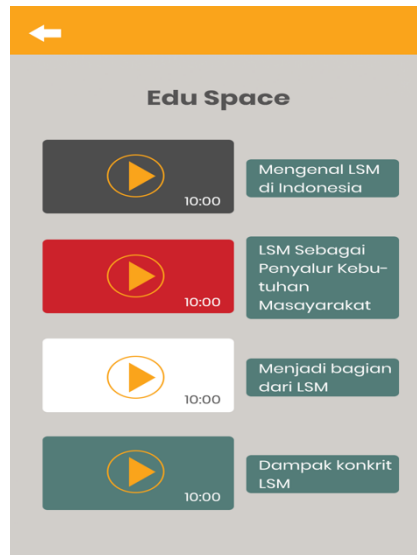 Edu Space
10:00
Mengenal LSM
di Indonesia
10:00
LSM Sebagai
Penyalur Kebu-
tuhan
Masayarakat
10:00
Menjadi bagian
dari LSM
10:00
Dampak konkrit
LSM